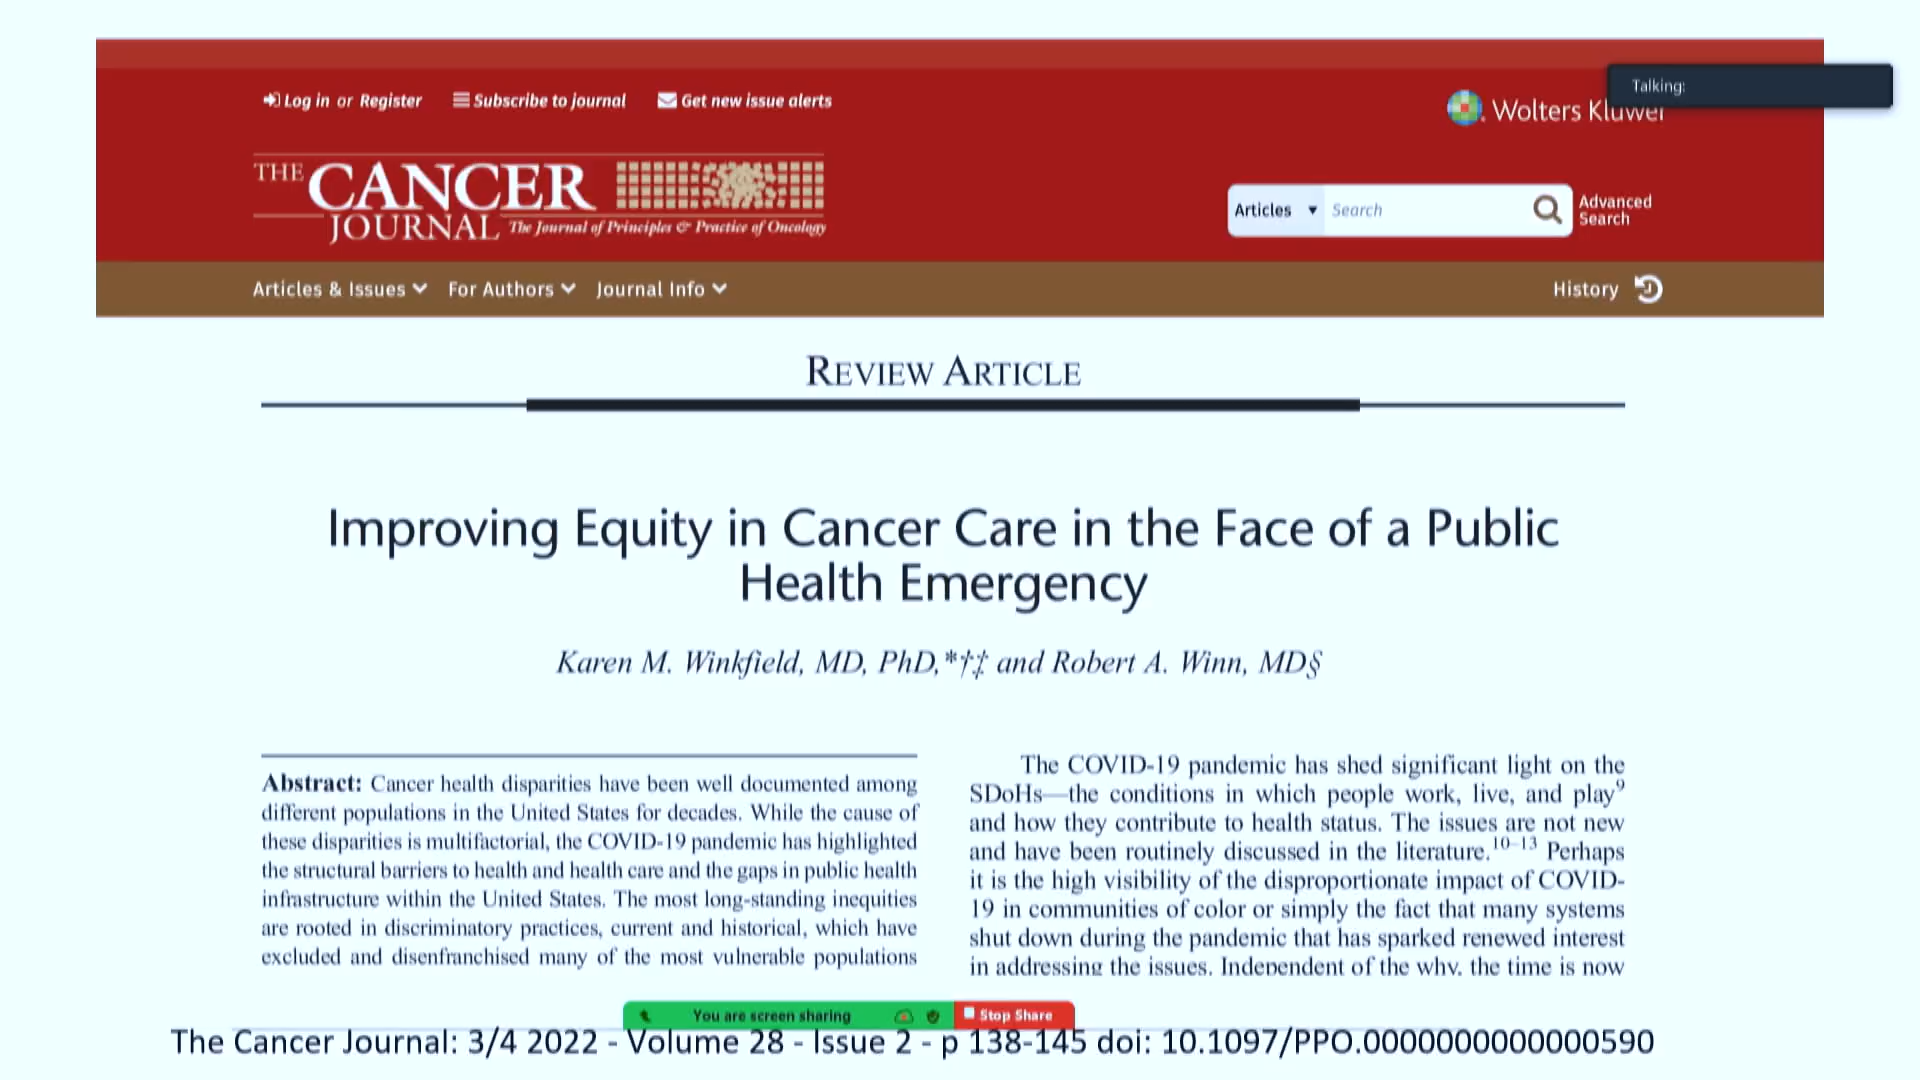 Log in or Register Subscribe to journal Get new issue alerts
Talking:
Wolters Kluwer
THE CANCER
JOURNAL The Journal of Principles & Practice of Oncology
Articles Search Advanced Search
Articles & Issues For Authors Journal Info History
REVIEW ARTICLE
Improving Equity in Cancer Care in the Face of a Public
Health Emergency
Karen M. Winkfield, MD, PhD,*†‡ and Robert A. Winn, MD§
Abstract: Cancer health disparities have been well documented among
different populations in the United States for decades. While the cause of
these disparities is multifactorial, the COVID-19 pandemic has highlighted
the structural barriers to health and health care and the gaps in public health
infrastructure within the United States. The most long-standing inequities
are rooted in discriminatory practices, current and historical, which have
excluded and disenfranchised many of the most vulnerable populations
The COVID-19 pandemic has shed significant light on the
SDoHs—the conditions in which people work, live, and play9
and how they contribute to health status. The issues are not new
and have been routinely discussed in the literature.10–13 Perhaps
it is the high visibility of the disproportionate impact of COVID-
19 in communities of color or simply the fact that many systems
shut down during the pandemic that has sparked renewed interest
in addressing the issues. Independent of the why, the time is now
You are screen sharing Stop Share
The Cancer Journal: 3/4 2022 - Volume 28 - Issue 2 - p 138-145 doi: 10.1097/PPO.0000000000000590